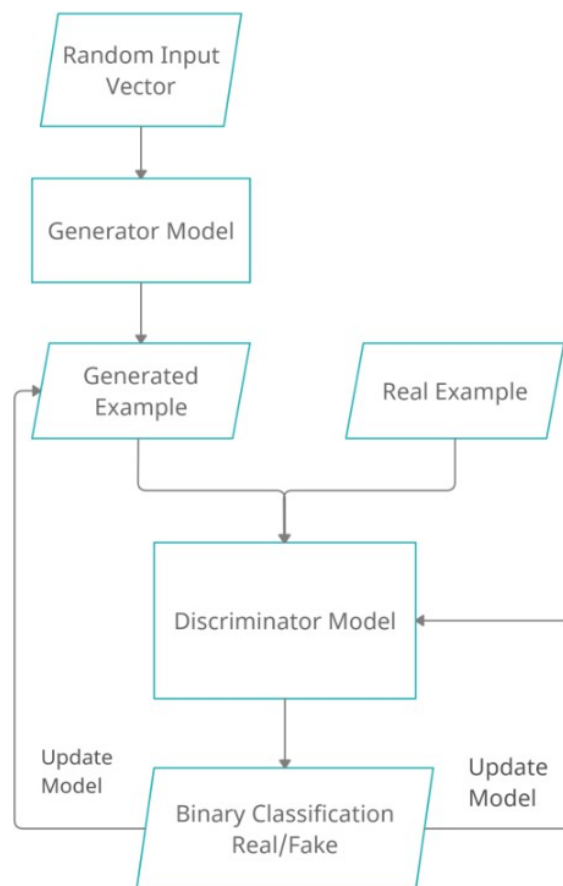 Random Input
Vector
Generator Model
Generated
Example
Real Example
Discriminator Model
Update
Model
Update
Model
Binary Classification
Real/Fake